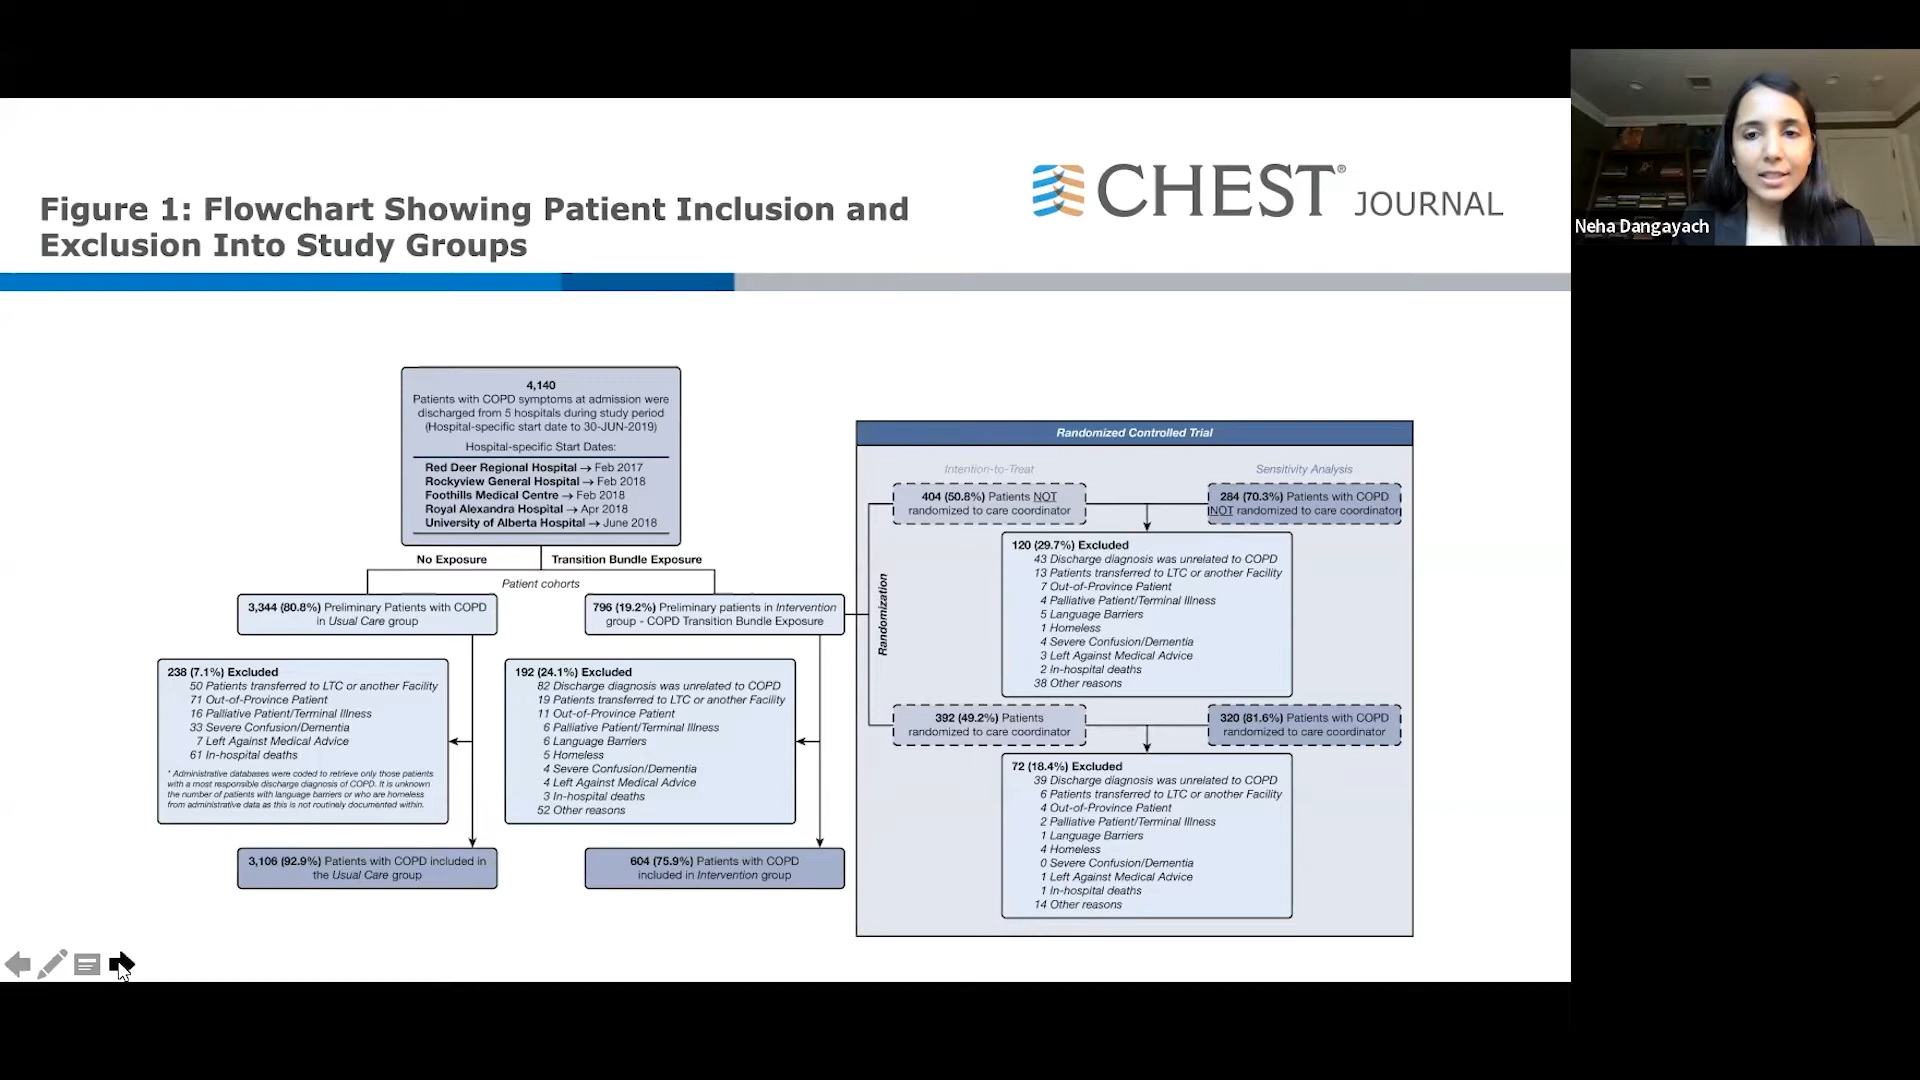 Figure 1: Flowchart Showing Patient Inclusion and
Exclusion Into Study Groups
CHEST® JOURNAL
Neha Dangayach
4,140
Patients with COPD symptoms at admission were
discharged from 5 hospitals during study period
(Hospital-specific start date to 30-JUN-2019)
Hospital-specific Start Dates:
Red Deer Regional Hospital → Feb 2017
Rockyview General Hospital → Feb 2018
Foothills Medical Centre → Feb 2018
Royal Alexandra Hospital → Apr 2018
University of Alberta Hospital → June 2018
No Exposure
Transition Bundle Exposure
Patient cohorts
3,344 (80.8%) Preliminary Patients with COPD
in Usual Care group
796 (19.2%) Preliminary patients in Intervention
group - COPD Transition Bundle Exposure
238 (7.1%) Excluded
50 Patients transferred to LTC or another Facility
71 Out-of-Province Patient
16 Palliative Patient/Terminal Illness
33 Severe Confusion/Dementia
7 Left Against Medical Advice
61 In-hospital deaths
* Administrative databases were coded to retrieve only those patients
with a most responsible discharge diagnosis of COPD. It is unknown
the number of patients with language barriers or who are homeless
from administrative data as this is not routinely documented within.
192 (24.1%) Excluded
82 Discharge diagnosis was unrelated to COPD
19 Patients transferred to LTC or another Facility
11 Out-of-Province Patient
6 Palliative Patient/Terminal Illness
6 Language Barriers
5 Homeless
4 Severe Confusion/Dementia
4 Left Against Medical Advice
3 In-hospital deaths
52 Other reasons
3,106 (92.9%) Patients with COPD included in
the Usual Care group
604 (75.9%) Patients with COPD
included in Intervention group
Randomized Controlled Trial
Intention-to-Treat
Sensitivity Analysis
Randomization
404 (50.8%) Patients NOT
randomized to care coordinator
284 (70.3%) Patients with COPD
NOT randomized to care coordinator
120 (29.7%) Excluded
43 Discharge diagnosis was unrelated to COPD
13 Patients transferred to LTC or another Facility
7 Out-of-Province Patient
4 Palliative Patient/Terminal Illness
5 Language Barriers
1 Homeless
4 Severe Confusion/Dementia
3 Left Against Medical Advice
2 In-hospital deaths
38 Other reasons
392 (49.2%) Patients
randomized to care coordinator
320 (81.6%) Patients with COPD
randomized to care coordinator
72 (18.4%) Excluded
39 Discharge diagnosis was unrelated to COPD
6 Patients transferred to LTC or another Facility
4 Out-of-Province Patient
2 Palliative Patient/Terminal Illness
1 Language Barriers
4 Homeless
0 Severe Confusion/Dementia
1 Left Against Medical Advice
1 In-hospital deaths
14 Other reasons